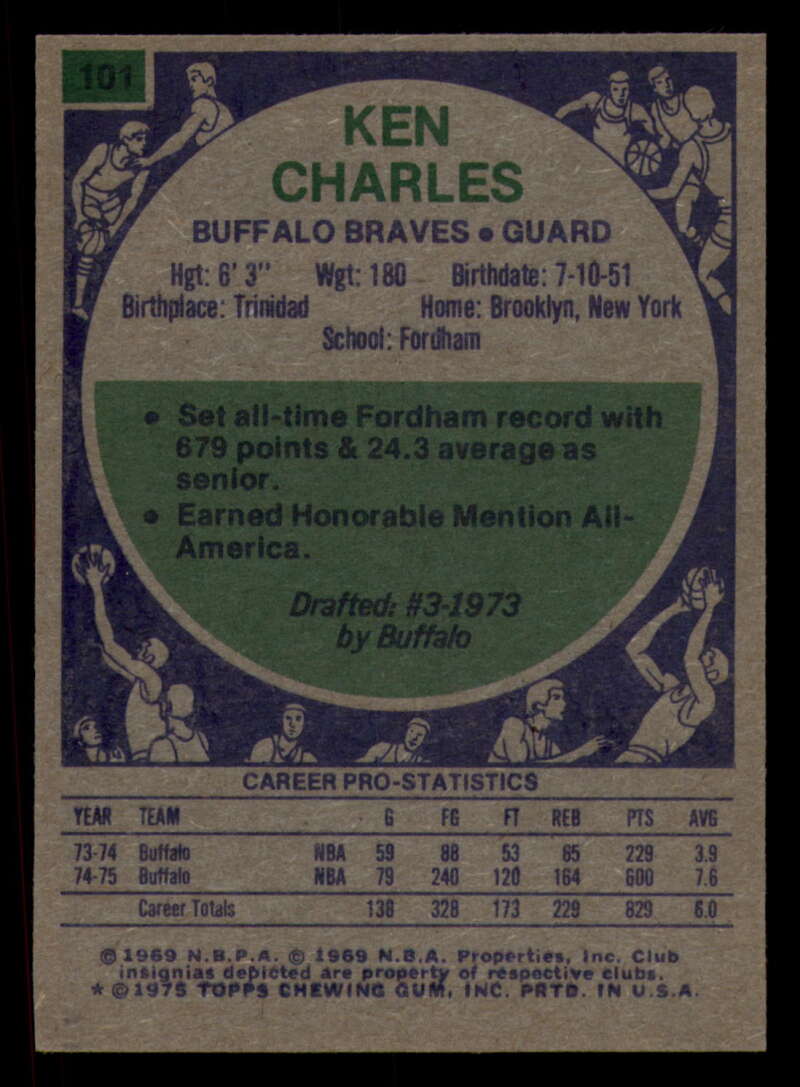 101
KEN
CHARLES
BUFFALO BRAVES • GUARD
Hgt: 6' 3" Wgt: 180 Birthdate: 7-10-51
Birthplace: Trinidad Home: Brooklyn, New York
School: Fordham
• Set all-time Fordham record with
679 points & 24.3 average as
senior.
• Earned Honorable Mention All-
America.
Drafted: #3-1973
by Buffalo
CAREER PRO-STATISTICS
YEAR TEAM G FG FT REB PTS AVG
73-74 Buffalo NBA 59 88 53 65 229 3.9
74-75 Buffalo NBA 79 240 120 164 600 7.6
Career Totals 138 328 173 229 829 6.0
© 1969 N.B.P.A. © 1969 N.B.A. Properties, Inc. Club
insignias depicted are property of respective clubs.
* © 1975 TOPPS CHEWING GUM, INC. PRTD. IN U.S.A.